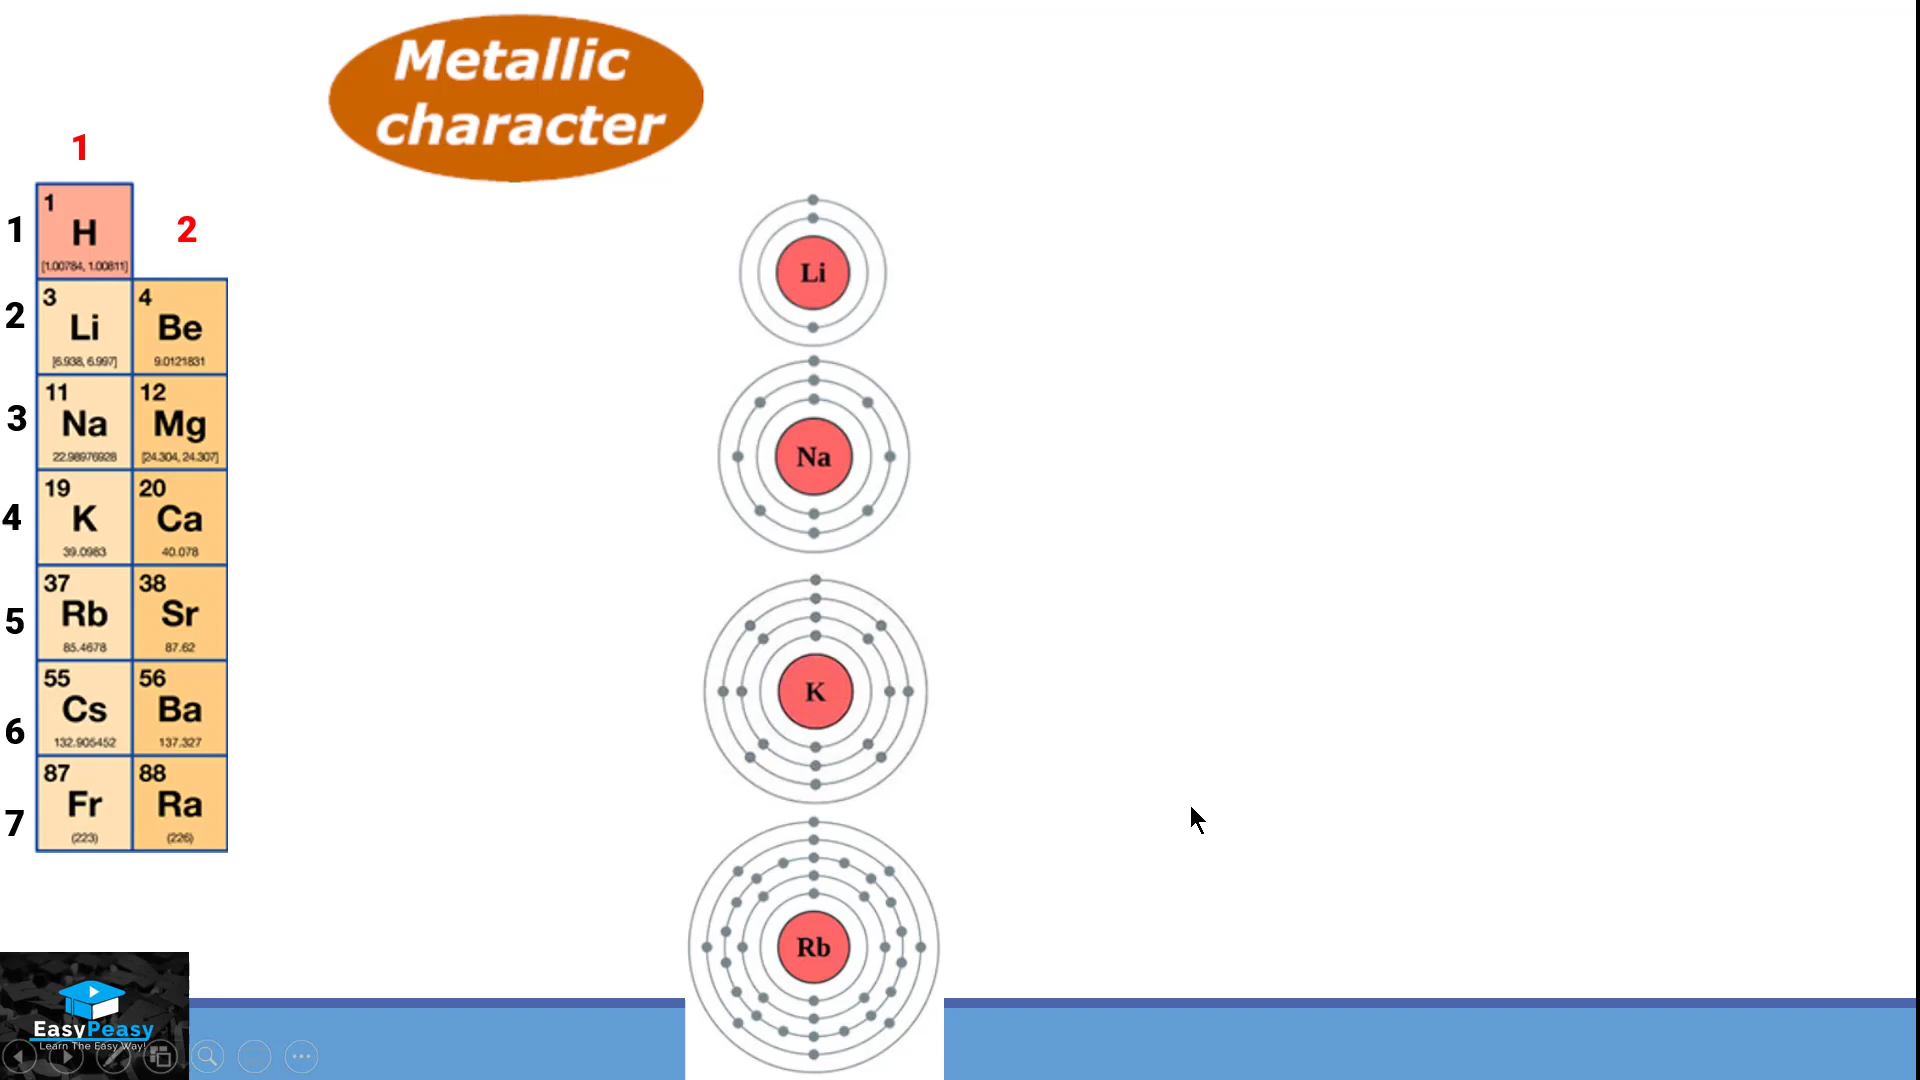 Metallic
character
1
2
1
1
H
[1.00784, 1.00811]
2
3
Li
[6.938, 6.997]
4
Be
9.0121831
3
11
Na
22.98976928
12
Mg
[24.304, 24.307]
4
19
K
39.0983
20
Ca
40.078
5
37
Rb
85.4678
38
Sr
87.62
6
55
Cs
132.905452
56
Ba
137.327
7
87
Fr
(223)
88
Ra
(226)
Li
Na
K
Rb
EasyPeasy
Learn The Easy Way!